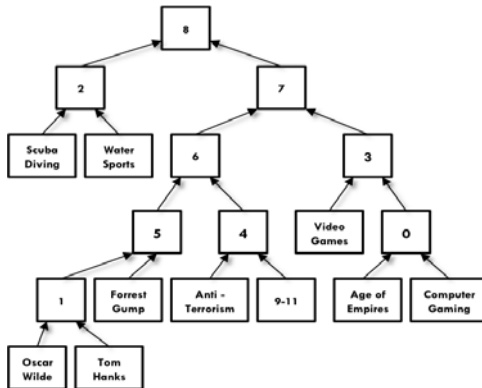 8
2
7
Scuba
Diving
Water
Sports
6
3
5
4
Video
Games
0
1
Forrest
Gump
Anti -
Terrorism
9-11
Age of
Empires
Computer
Gaming
Oscar
Wilde
Tom
Hanks